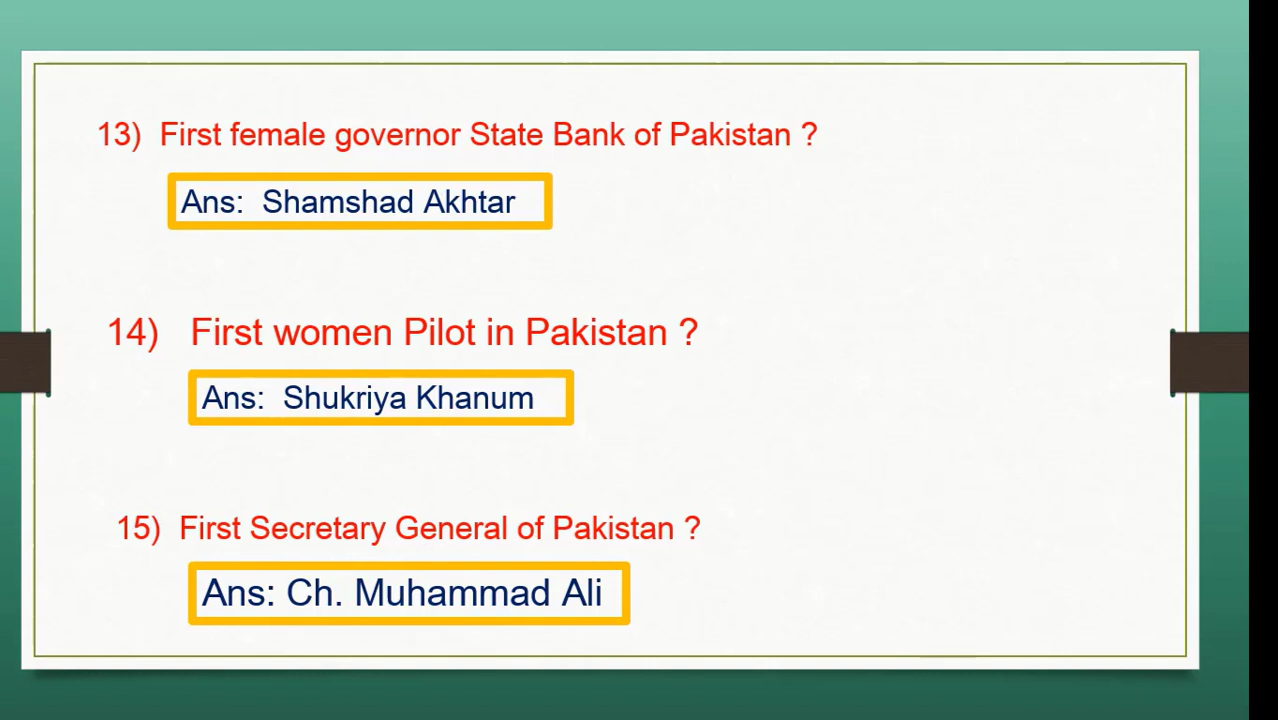 13) First female governor State Bank of Pakistan ?
Ans: Shamshad Akhtar
14) First women Pilot in Pakistan ?
Ans: Shukriya Khanum
15) First Secretary General of Pakistan ?
Ans: Ch. Muhammad Ali